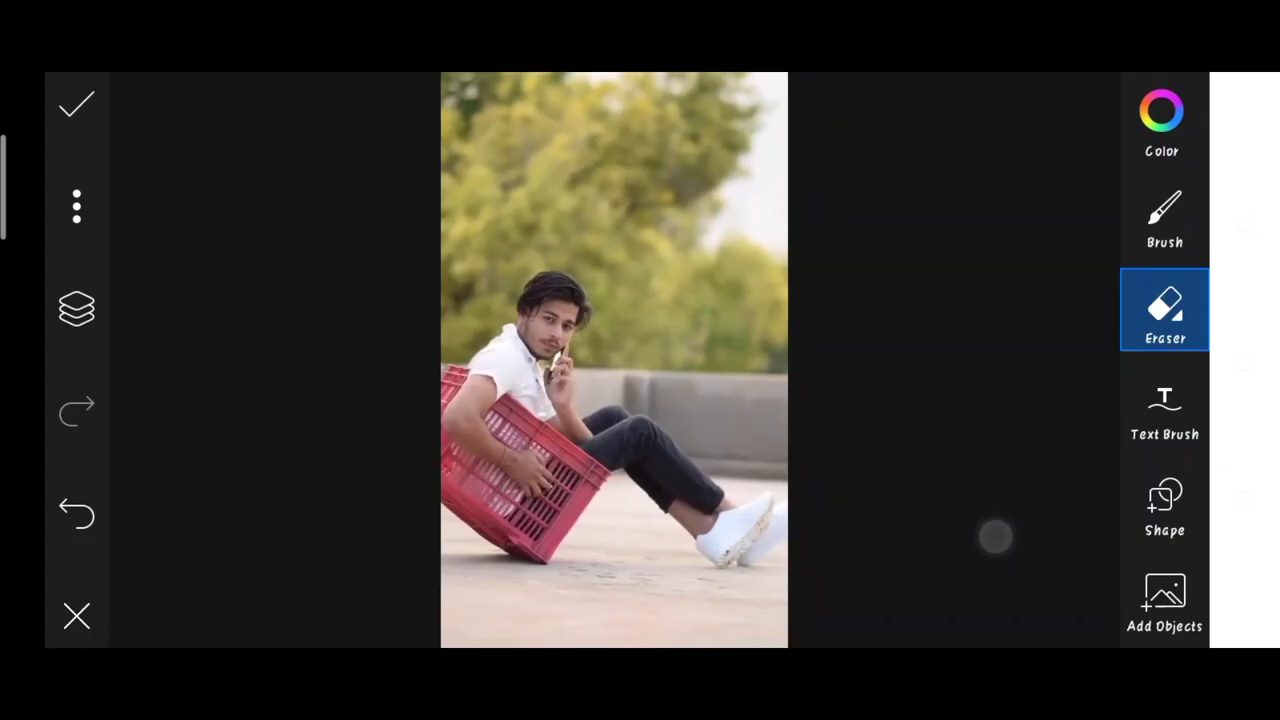 Color
Brush
Eraser
Text Brush
Shape
Add Objects